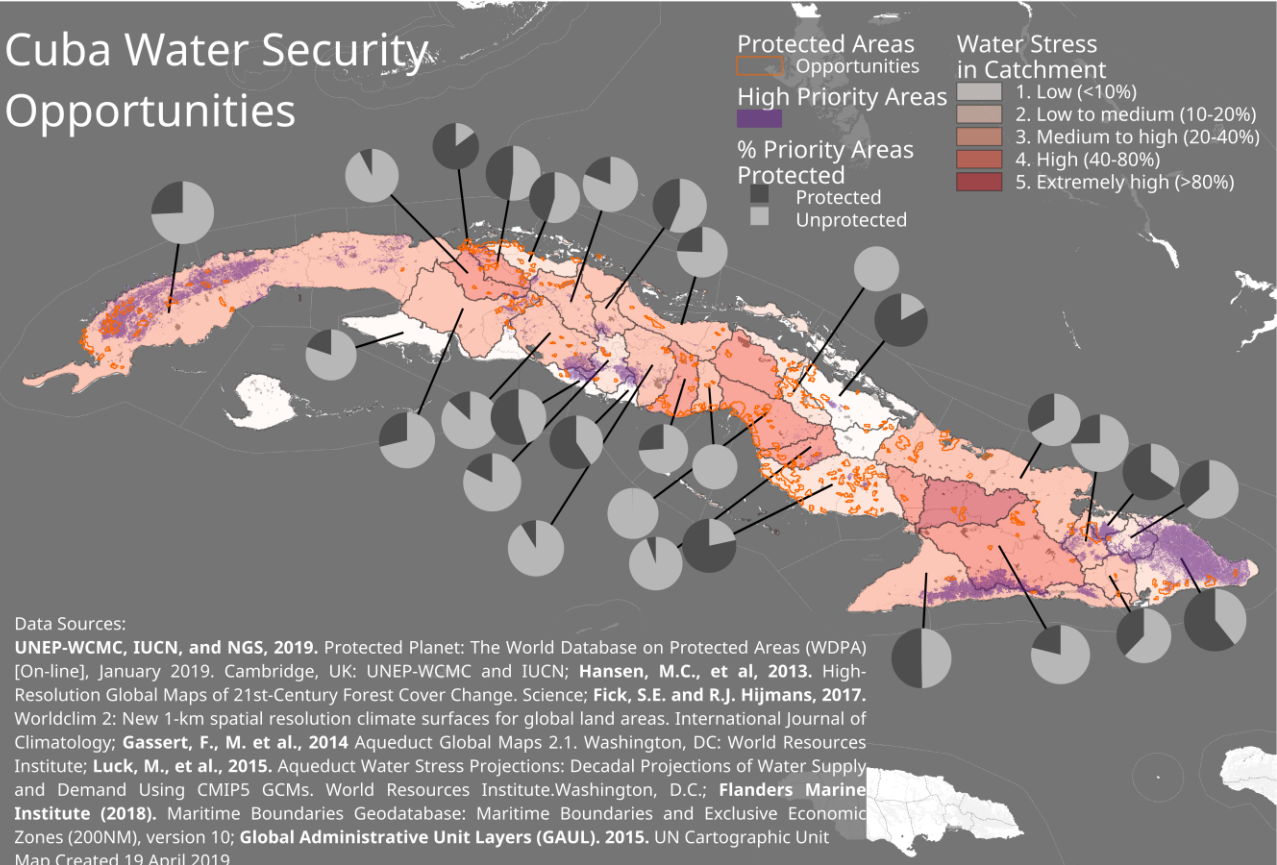 Cuba Water Security
Opportunities
Protected Areas
Opportunities
High Priority Areas
% Priority Areas
Protected
Protected
Unprotected
Water Stress
in Catchment
1. Low (<10%)
2. Low to medium (10-20%)
3. Medium to high (20-40%)
4. High (40-80%)
5. Extremely high (>80%)
Data Sources:
UNEP-WCMC, IUCN, and NGS, 2019. Protected Planet: The World Database on Protected Areas (WDPA)
[On-line], January 2019. Cambridge, UK: UNEP-WCMC and IUCN; Hansen, M.C., et al, 2013. High-
Resolution Global Maps of 21st-Century Forest Cover Change. Science; Fick, S.E. and R.J. Hijmans, 2017.
Worldclim 2: New 1-km spatial resolution climate surfaces for global land areas. International Journal of
Climatology; Gassert, F., M. et al., 2014 Aqueduct Global Maps 2.1. Washington, DC: World Resources
Institute; Luck, M., et al., 2015. Aqueduct Water Stress Projections: Decadal Projections of Water Supply
and Demand Using CMIP5 GCMs. World Resources Institute.Washington, D.C.; Flanders Marine
Institute (2018). Maritime Boundaries Geodatabase: Maritime Boundaries and Exclusive Economic
Zones (200NM), version 10; Global Administrative Unit Layers (GAUL). 2015. UN Cartographic Unit
Map Created 19 April 2019